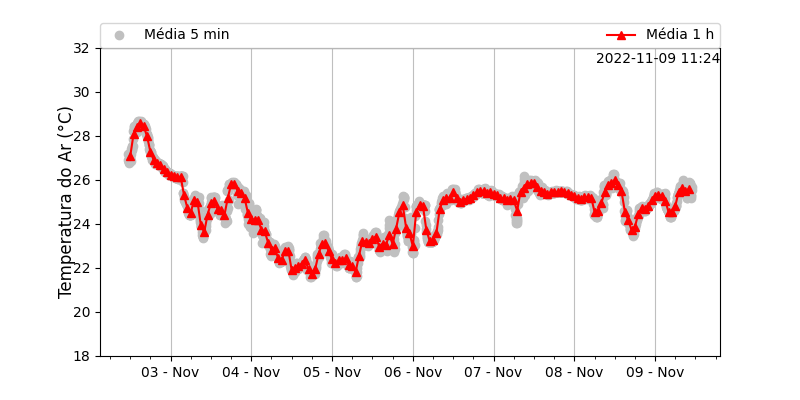 Média 5 min
Média 1 h
2022-11-09 11:24
Temperatura do Ar (°C)
32
30
28
26
24
22
20
18
03 - Nov
04 - Nov
05 - Nov
06 - Nov
07 - Nov
08 - Nov
09 - Nov